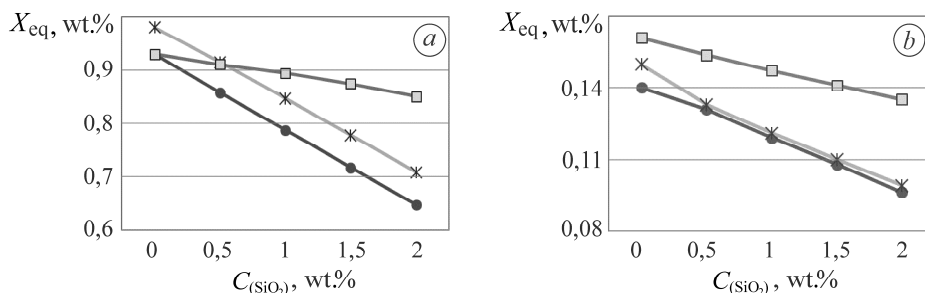 X_eq, wt.%
a
0,9
0,8
0,7
0,6
0 0,5 1 1,5 2
C_(SiO₂), wt.%
X_eq, wt.%
b
0,14
0,11
0,08
0 0,5 1 1,5 2
C_(SiO₂), wt.%